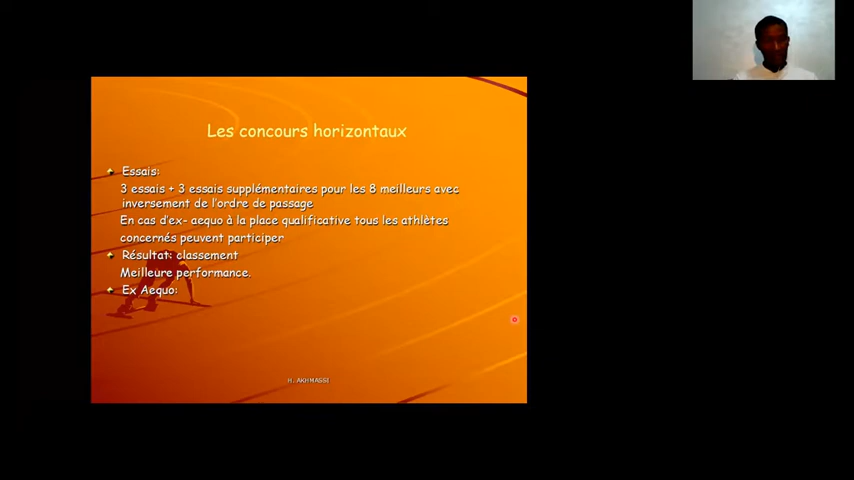 Les concours horizontaux
Essais:
3 essais + 3 essais supplémentaires pour les 8 meilleurs avec
inversement de l'ordre de passage
En cas d'ex- aequo à la place qualificative tous les athlètes
concernés peuvent participer
Résultat: classement
Meilleure performance.
Ex Aequo:
H. AKHMASSI